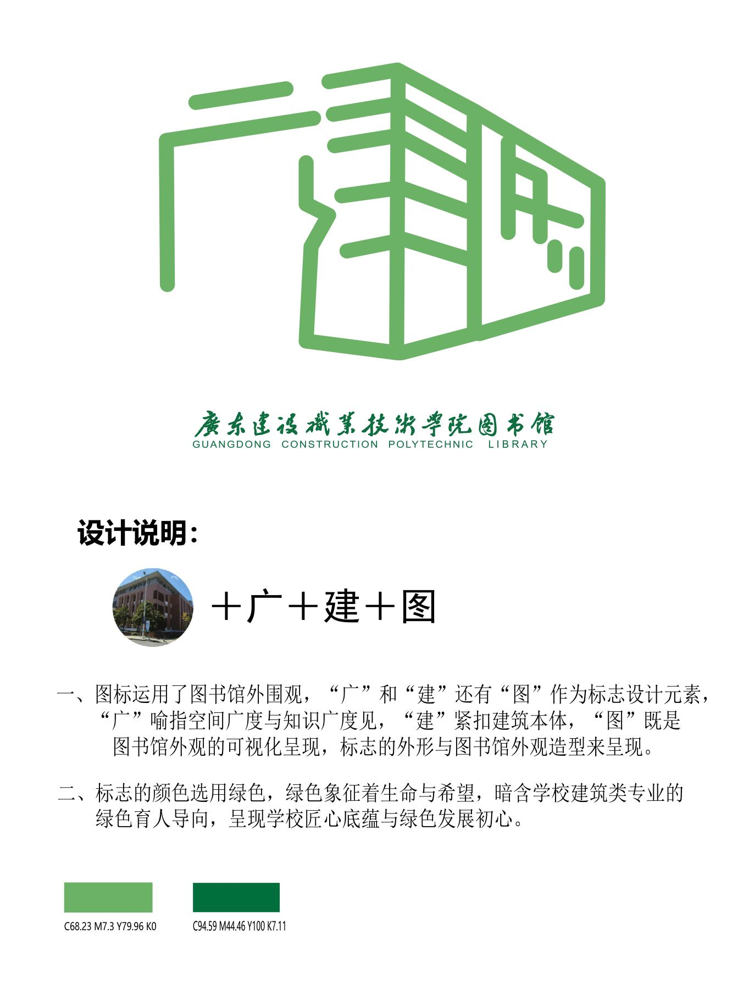 廣东建设職业技術學院图书馆
GUANGDONG CONSTRUCTION POLYTECHNIC LIBRARY
设计说明：
＋广＋建＋图
一、图标运用了图书馆外围观，“广”和“建”还有“图”作为标志设计元素，
“广”喻指空间广度与知识广度见，“建”紧扣建筑本体，“图”既是
图书馆外观的可视化呈现，标志的外形与图书馆外观造型来呈现。
二、标志的颜色选用绿色，绿色象征着生命与希望，暗含学校建筑类专业的
绿色育人导向，呈现学校匠心底蕴与绿色发展初心。
C68.23 M7.3 Y79.96 K0
C94.59 M44.46 Y100 K7.11